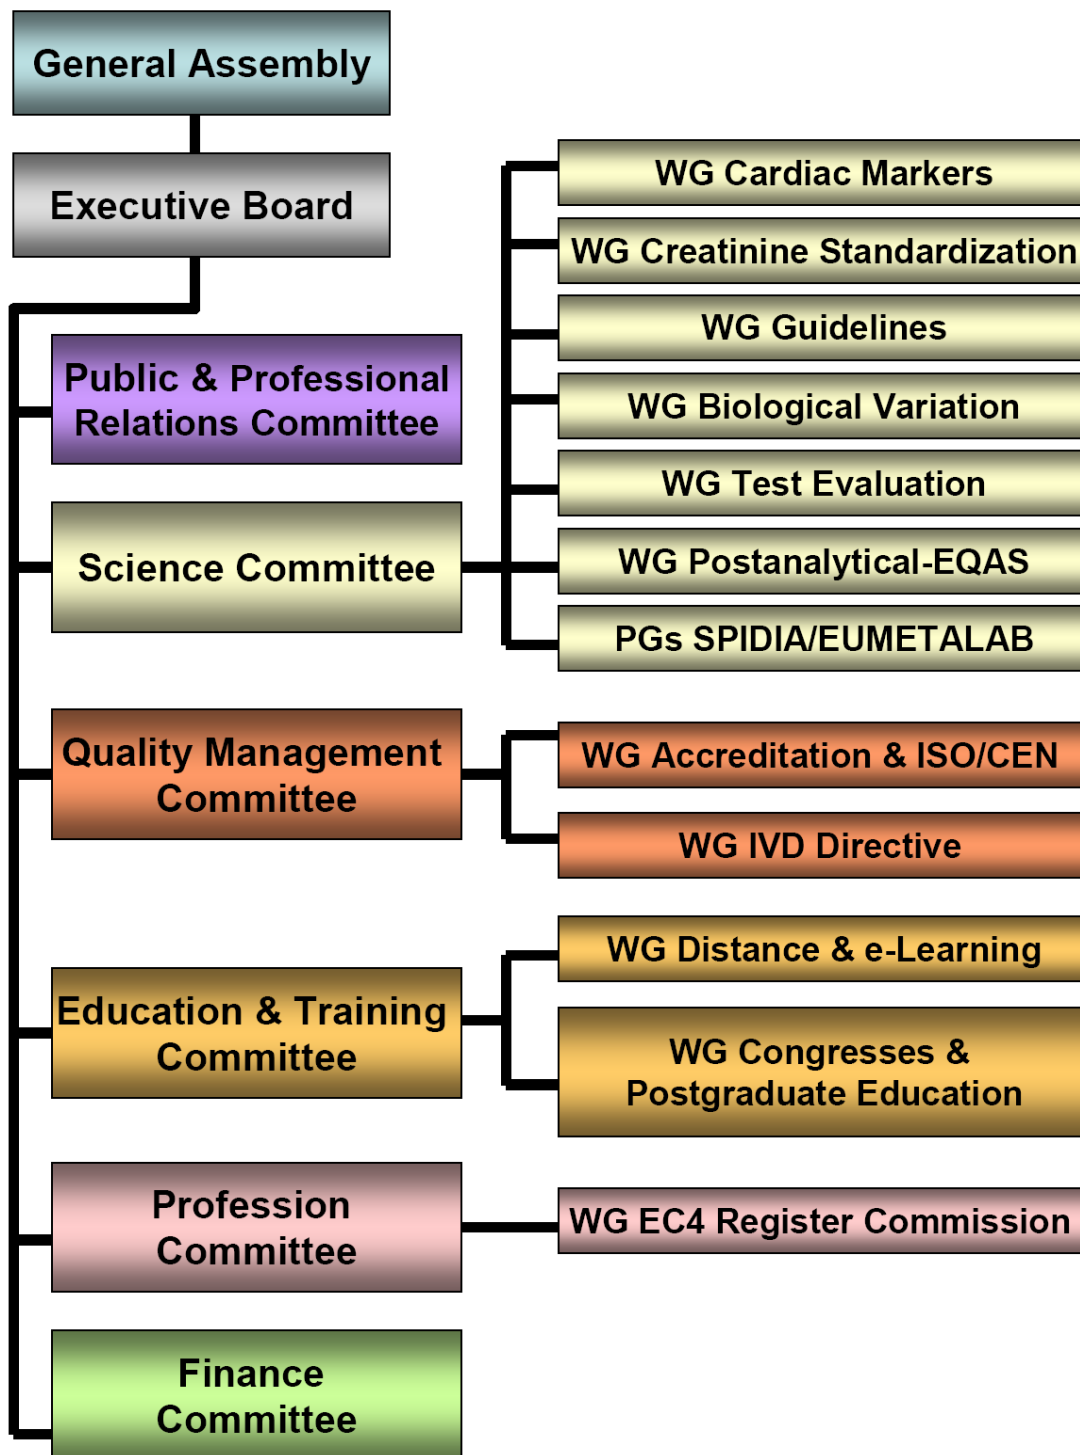 General Assembly
Executive Board
Public & Professional
Relations Committee
Science Committee
WG Cardiac Markers
WG Creatinine Standardization
WG Guidelines
WG Biological Variation
WG Test Evaluation
WG Postanalytical-EQAS
PGs SPIDIA/EUMETALAB
Quality Management
Committee
WG Accreditation & ISO/CEN
WG IVD Directive
Education & Training
Committee
WG Distance & e-Learning
WG Congresses &
Postgraduate Education
Profession
Committee
WG EC4 Register Commission
Finance
Committee